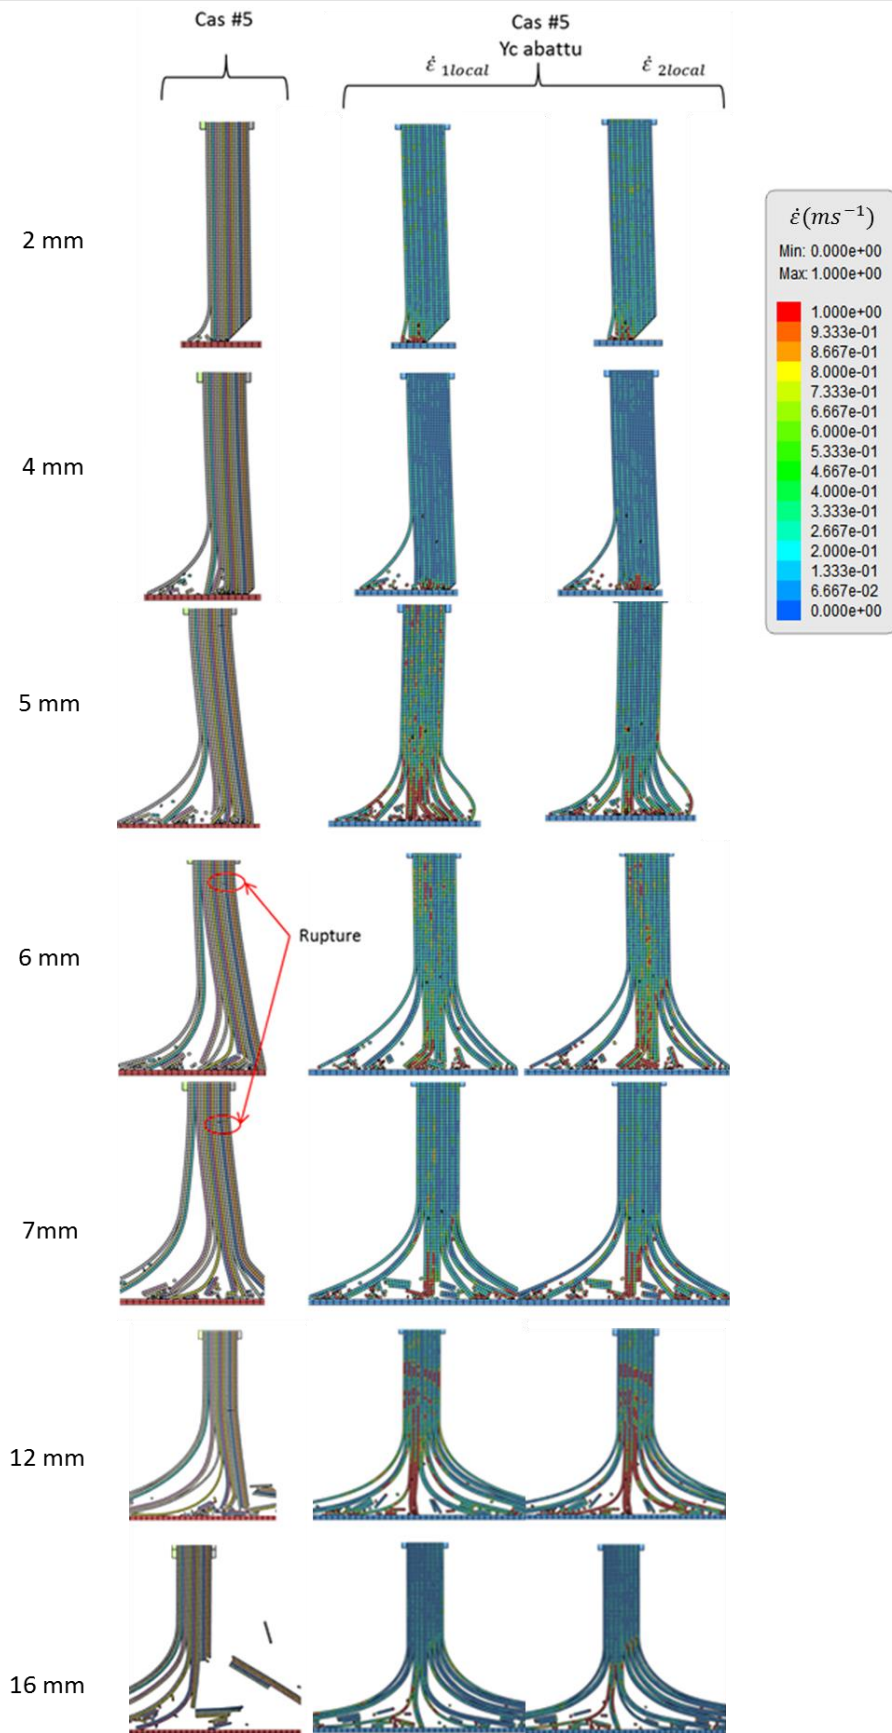 Cas #5
Cas #5
Yc abattu
ε̇ 1local
ε̇ 2local
ε̇(ms⁻¹)
Min: 0.000e+00
Max: 1.000e+00
1.000e+00
9.333e-01
8.667e-01
8.000e-01
7.333e-01
6.667e-01
6.000e-01
5.333e-01
4.667e-01
4.000e-01
3.333e-01
2.667e-01
2.000e-01
1.333e-01
6.667e-02
0.000e+00
2 mm
4 mm
5 mm
6 mm
Rupture
7mm
12 mm
16 mm